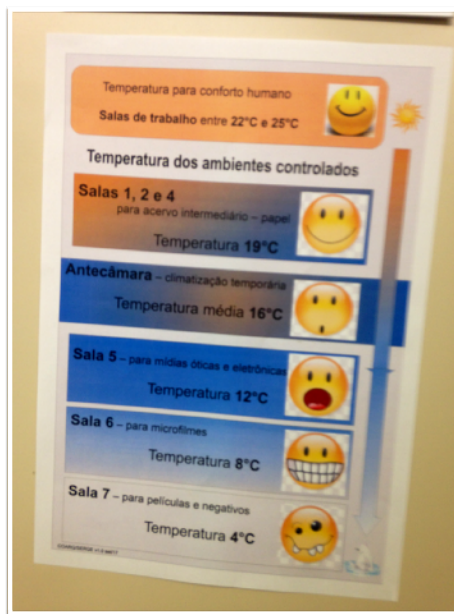 Temperatura para conforto humano
Salas de trabalho entre 22°C e 25°C
Temperatura dos ambientes controlados
Salas 1, 2 e 4
para acervo intermediário – papel
Temperatura 19°C
Antecâmara – climatização temporária
Temperatura média 16°C
Sala 5 – para mídias óticas e eletrônicas
Temperatura 12°C
Sala 6 – para microfilmes
Temperatura 8°C
Sala 7 – para películas e negativos
Temperatura 4°C